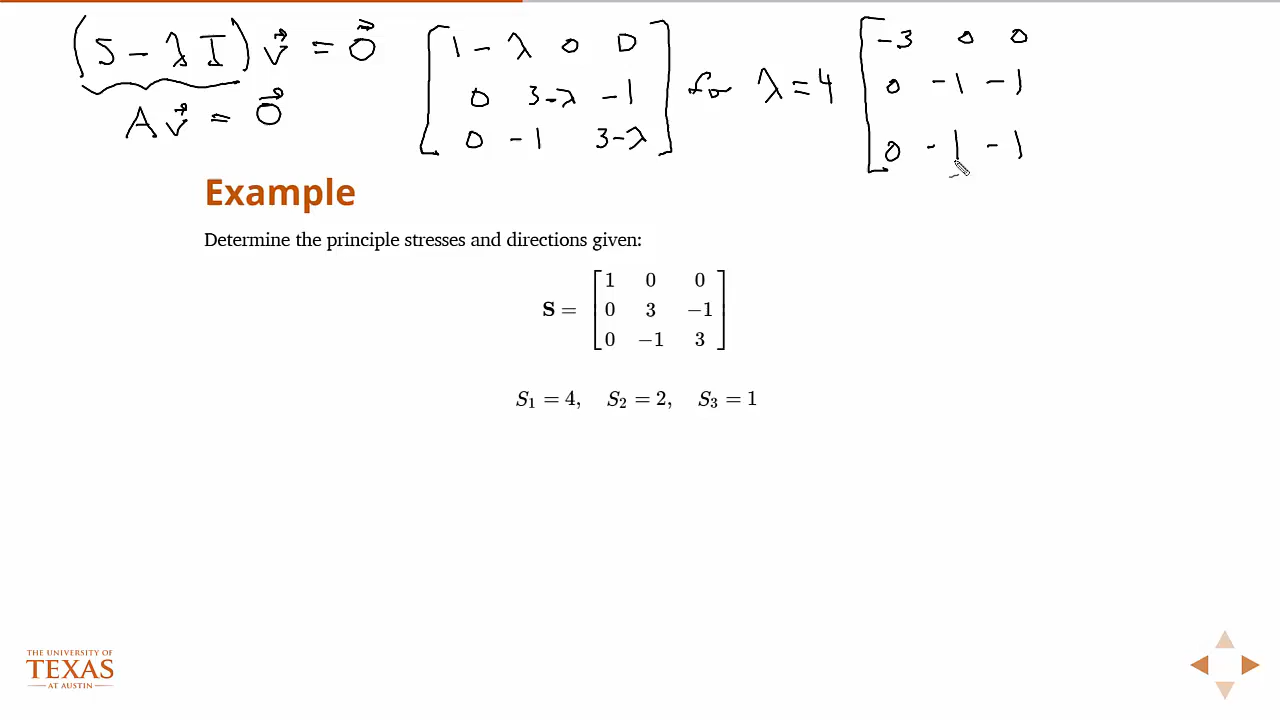 (S - λ I) v⃗ = 0⃗
A v⃗ = 0⃗
[ 1 - λ 0 0
0 3-λ -1
0 -1 3-λ ]
for λ = 4
[ -3 0 0
0 -1 -1
0 -1 -1
Example
Determine the principle stresses and directions given:
S = [ 1 0 0
0 3 −1
0 −1 3 ]
S₁ = 4, S₂ = 2, S₃ = 1
THE UNIVERSITY OF
TEXAS
AT AUSTIN